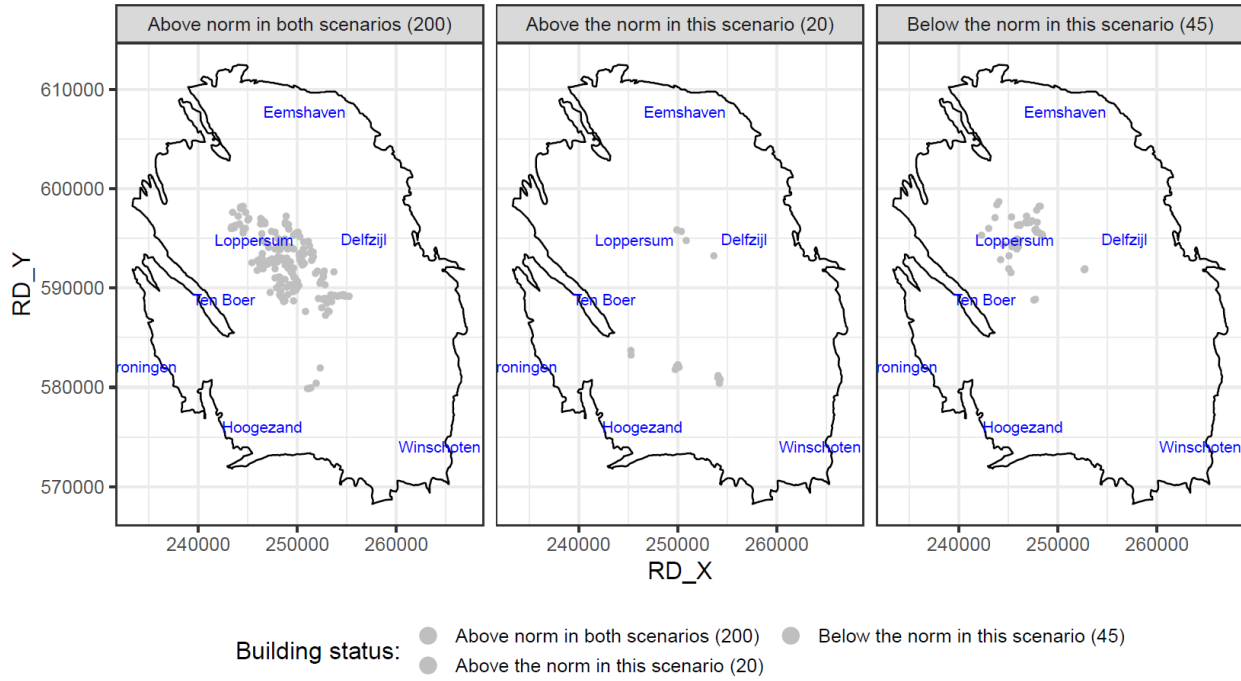 Above norm in both scenarios (200)
Above the norm in this scenario (20)
Below the norm in this scenario (45)
RD_Y
610000
600000
590000
580000
570000
Eemshaven
Loppersum
Delfzijl
Ten Boer
roningen
Hoogezand
Winschoten
Eemshaven
Loppersum
Delfzijl
Ten Boer
roningen
Hoogezand
Winschoten
Eemshaven
Loppersum
Delfzijl
Ten Boer
roningen
Hoogezand
Winschoten
240000 250000 260000
240000 250000 260000
240000 250000 260000
RD_X
Building status:
Above norm in both scenarios (200)
Below the norm in this scenario (45)
Above the norm in this scenario (20)